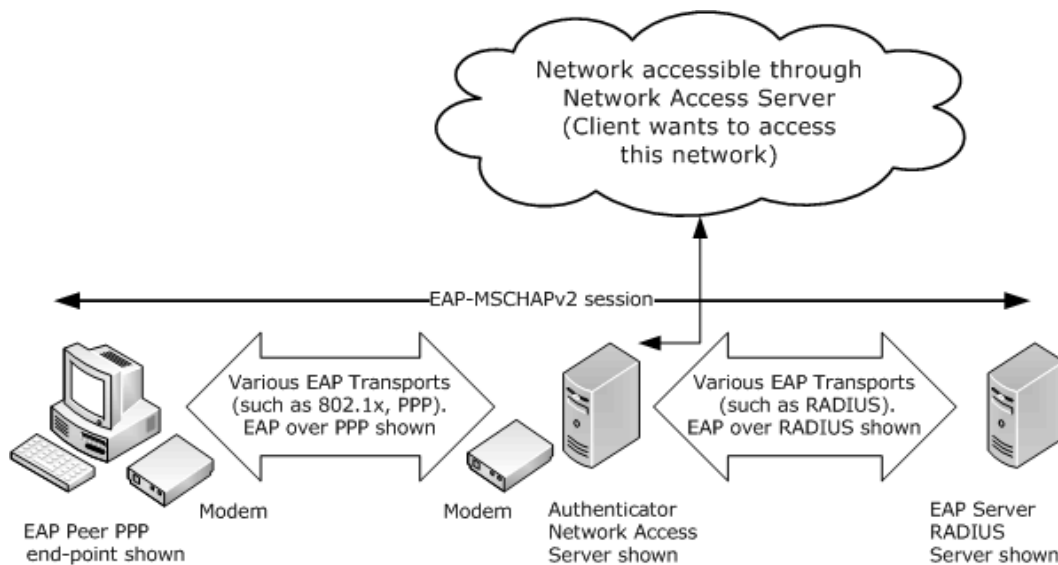 Network accessible through
Network Access Server
(Client wants to access
this network)
EAP-MSCHAPv2 session
Various EAP Transports
(such as 802.1x, PPP).
EAP over PPP shown
Various EAP Transports
(such as RADIUS).
EAP over RADIUS shown
Modem
EAP Peer PPP
end-point shown
Modem
Authenticator
Network Access
Server shown
EAP Server
RADIUS
Server shown